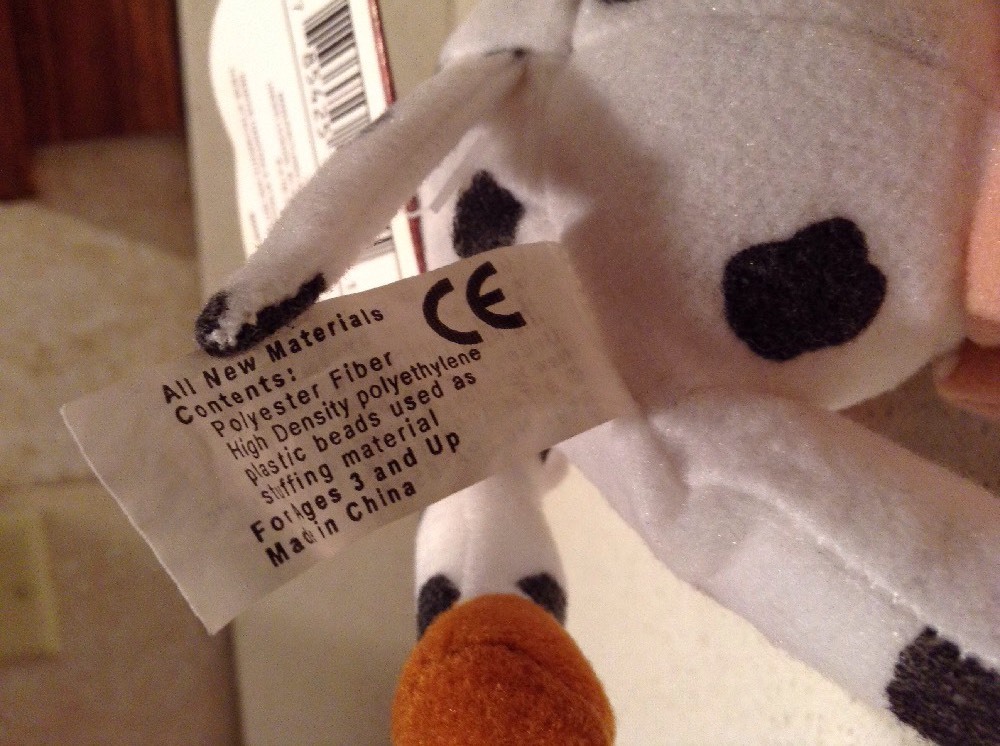 785425
All New Materials
CE
Contents:
Polyester Fiber
High Density polyethylene
plastic beads used as
stuffing material
For Ages 3 and Up
Made in China